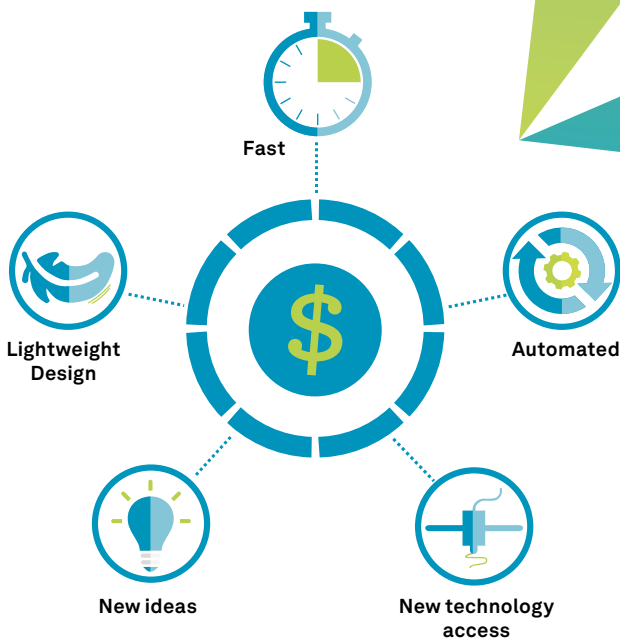 Fast
Lightweight
Design
Automated
$
New ideas
New technology
access